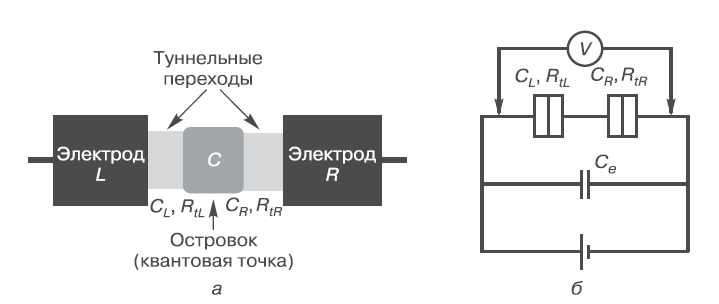 Туннельные
переходы
Электрод
L
C
Электрод
R
C_L, R_tL
C_R, R_tR
Островок
(квантовая точка)
а
V
C_L, R_tL
C_R, R_tR
C_e
б